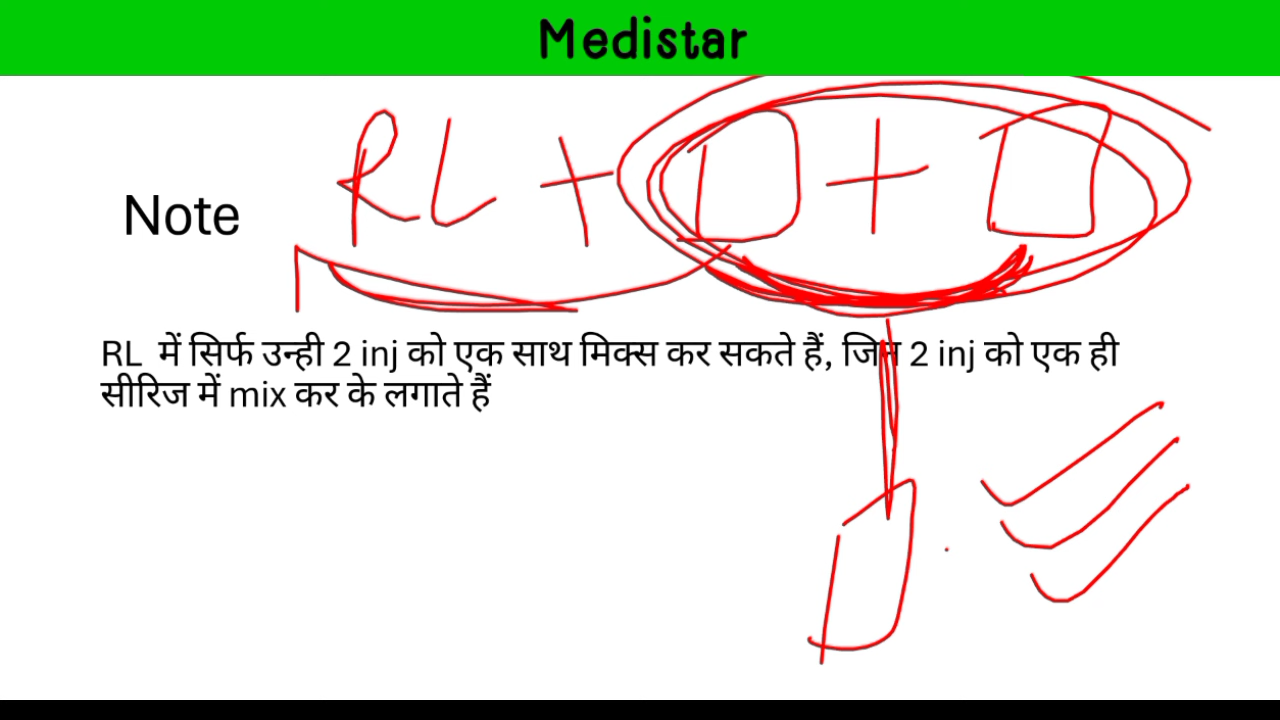 Medistar
RL + +
Note
RL में सिर्फ उन्ही 2 inj को एक साथ मिक्स कर सकते हैं, जिन 2 inj को एक ही
सीरिज में mix कर के लगाते हैं